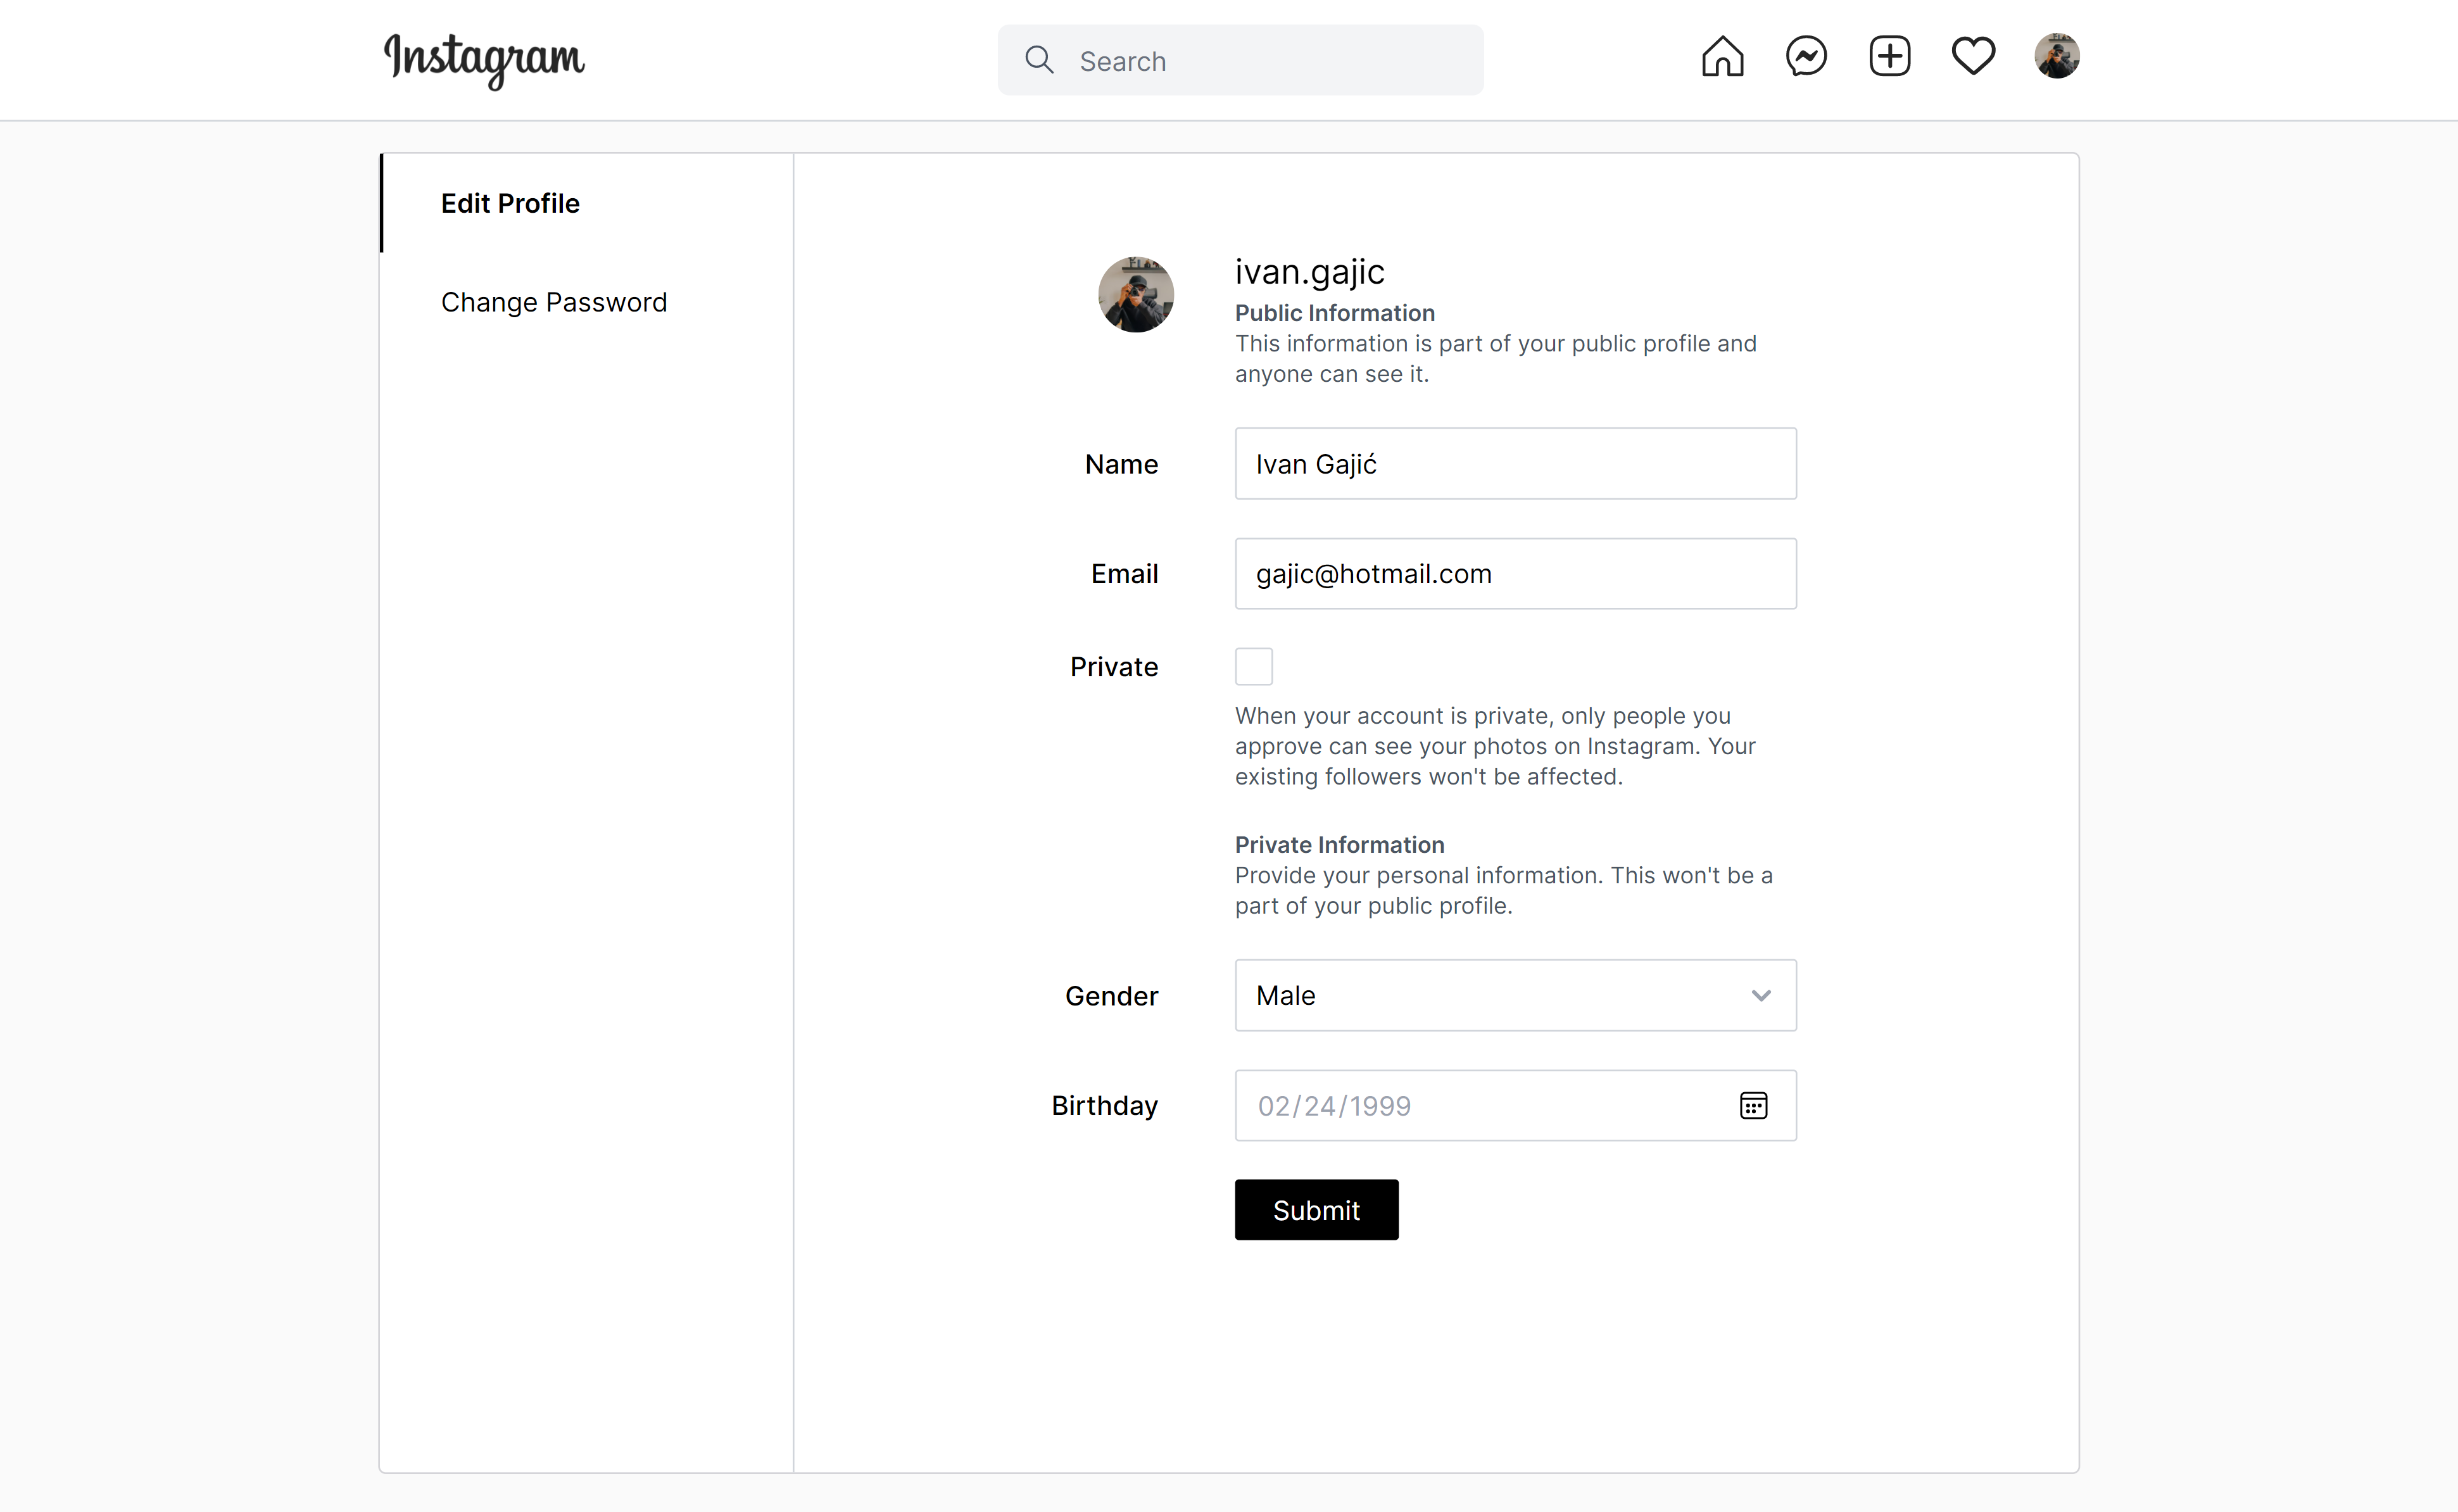 Instagram
Search
Edit Profile
Change Password
ivan.gajic
Public Information
This information is part of your public profile and
anyone can see it.
Name
Ivan Gajić
Email
gajic@hotmail.com
Private
When your account is private, only people you
approve can see your photos on Instagram. Your
existing followers won't be affected.
Private Information
Provide your personal information. This won't be a
part of your public profile.
Gender
Male
Birthday
02/24/1999
Submit